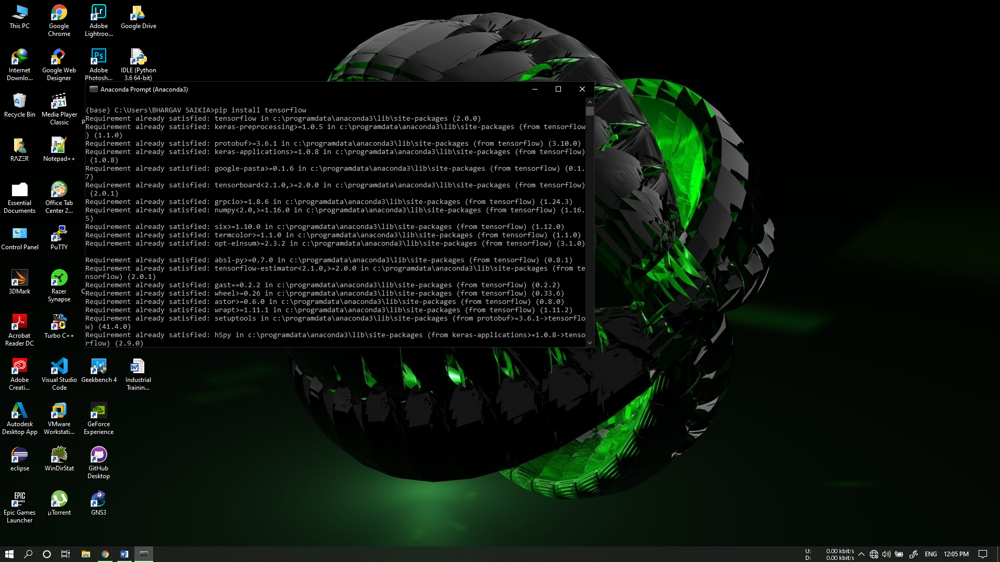 This PC
Google Chrome
Adobe Lightroo...
Google Drive
Internet Downlo...
Google Web Designer
Adobe Photosh...
IDLE (Python 3.6 64-bit)
Recycle Bin
Media Player Classic
RΛZER
Notepad++
Essential Documents
Office Tab Center 2...
Control Panel
PuTTY
3DMark
Razer Synapse
Acrobat Reader DC
Turbo C++
Adobe Creati...
Visual Studio Code
Geekbench 4
Industrial Trainin...
Autodesk Desktop App
VMware Workstati...
GeForce Experience
eclipse
WinDirStat
GitHub Desktop
Epic Games Launcher
µTorrent
GNS3
Anaconda Prompt (Anaconda3)
(base) C:\Users\BHARGAV SAIKIA>pip install tensorflow
Requirement already satisfied: tensorflow in c:\programdata\anaconda3\lib\site-packages (2.0.0)
Requirement already satisfied: keras-preprocessing>=1.0.5 in c:\programdata\anaconda3\lib\site-packages (from tensorflow
) (1.1.0)
Requirement already satisfied: protobuf>=3.6.1 in c:\programdata\anaconda3\lib\site-packages (from tensorflow) (3.10.0)
Requirement already satisfied: keras-applications>=1.0.8 in c:\programdata\anaconda3\lib\site-packages (from tensorflow)
(1.0.8)
Requirement already satisfied: google-pasta>=0.1.6 in c:\programdata\anaconda3\lib\site-packages (from tensorflow) (0.1.
7)
Requirement already satisfied: tensorboard<2.1.0,>=2.0.0 in c:\programdata\anaconda3\lib\site-packages (from tensorflow)
(2.0.1)
Requirement already satisfied: grpcio>=1.8.6 in c:\programdata\anaconda3\lib\site-packages (from tensorflow) (1.24.3)
Requirement already satisfied: numpy<2.0,>=1.16.0 in c:\programdata\anaconda3\lib\site-packages (from tensorflow) (1.16.
5)
Requirement already satisfied: six>=1.10.0 in c:\programdata\anaconda3\lib\site-packages (from tensorflow) (1.12.0)
Requirement already satisfied: termcolor>=1.1.0 in c:\programdata\anaconda3\lib\site-packages (from tensorflow) (1.1.0)
Requirement already satisfied: opt-einsum>=2.3.2 in c:\programdata\anaconda3\lib\site-packages (from tensorflow) (3.1.0)
Requirement already satisfied: absl-py>=0.7.0 in c:\programdata\anaconda3\lib\site-packages (from tensorflow) (0.8.1)
Requirement already satisfied: tensorflow-estimator<2.1.0,>=2.0.0 in c:\programdata\anaconda3\lib\site-packages (from te
nsorflow) (2.0.1)
Requirement already satisfied: gast==0.2.2 in c:\programdata\anaconda3\lib\site-packages (from tensorflow) (0.2.2)
Requirement already satisfied: wheel>=0.26 in c:\programdata\anaconda3\lib\site-packages (from tensorflow) (0.33.6)
Requirement already satisfied: astor>=0.6.0 in c:\programdata\anaconda3\lib\site-packages (from tensorflow) (0.8.0)
Requirement already satisfied: wrapt>=1.11.1 in c:\programdata\anaconda3\lib\site-packages (from tensorflow) (1.11.2)
Requirement already satisfied: setuptools in c:\programdata\anaconda3\lib\site-packages (from protobuf>=3.6.1->tensorflo
w) (41.4.0)
Requirement already satisfied: h5py in c:\programdata\anaconda3\lib\site-packages (from keras-applications>=1.0.8->tenso
rflow) (2.9.0)
U: 0.00 kbit/s
D: 0.00 kbit/s
ENG
12:05 PM